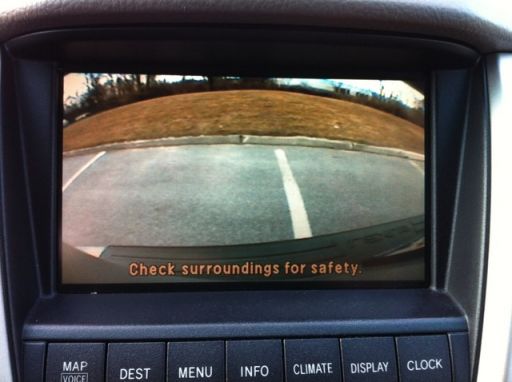 Check surroundings for safety.
MAP DEST MENU INFO CLIMATE DISPLAY CLOCK
VOICE